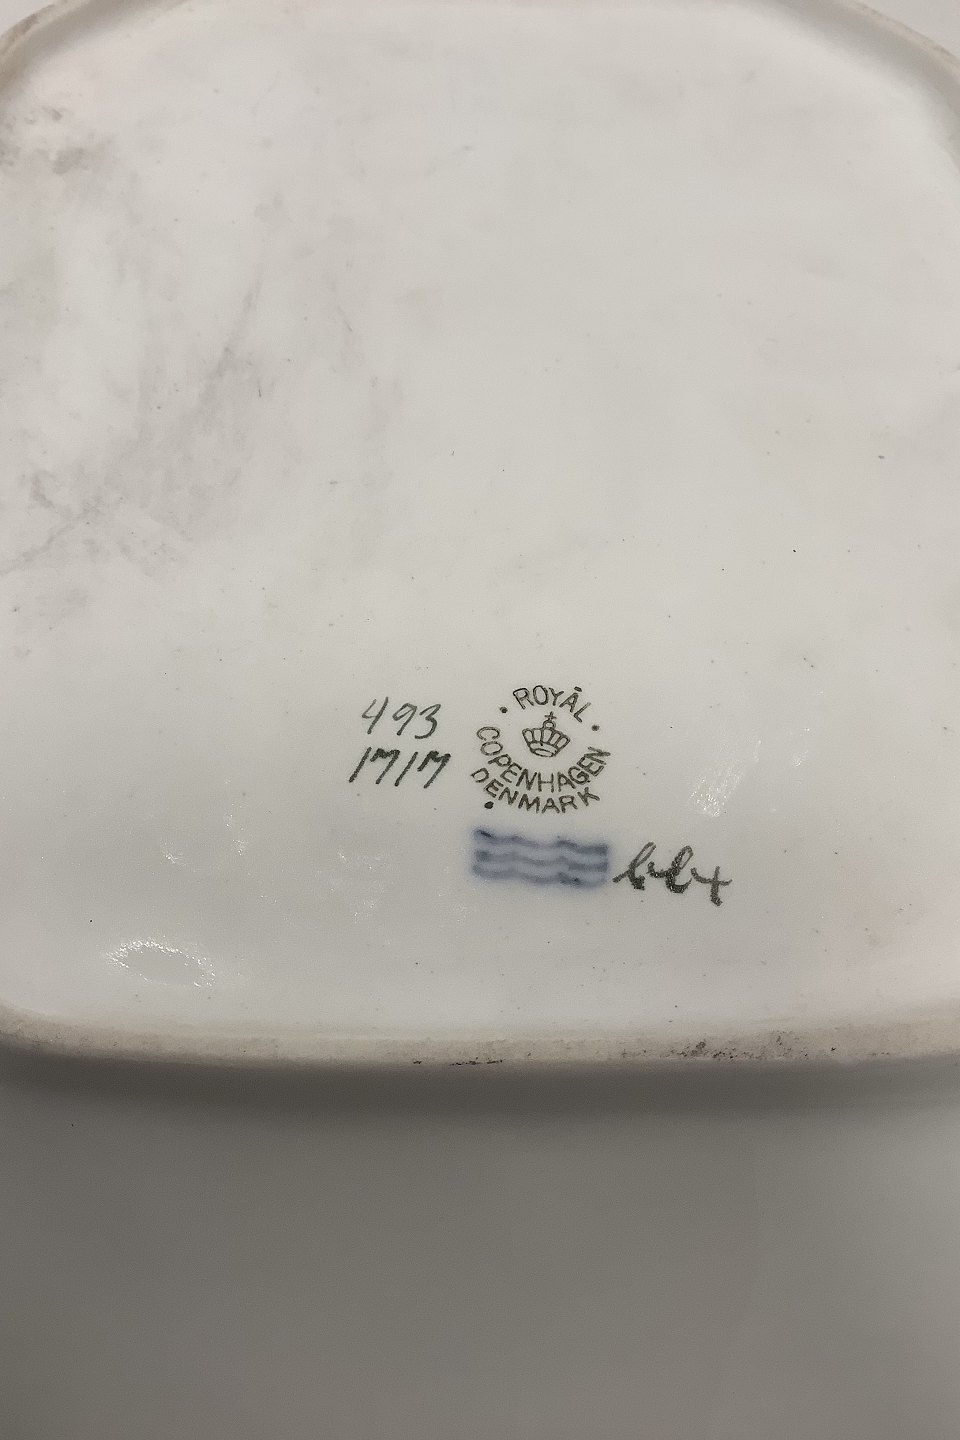 493
1717
ROYAL
COPENHAGEN
DENMARK